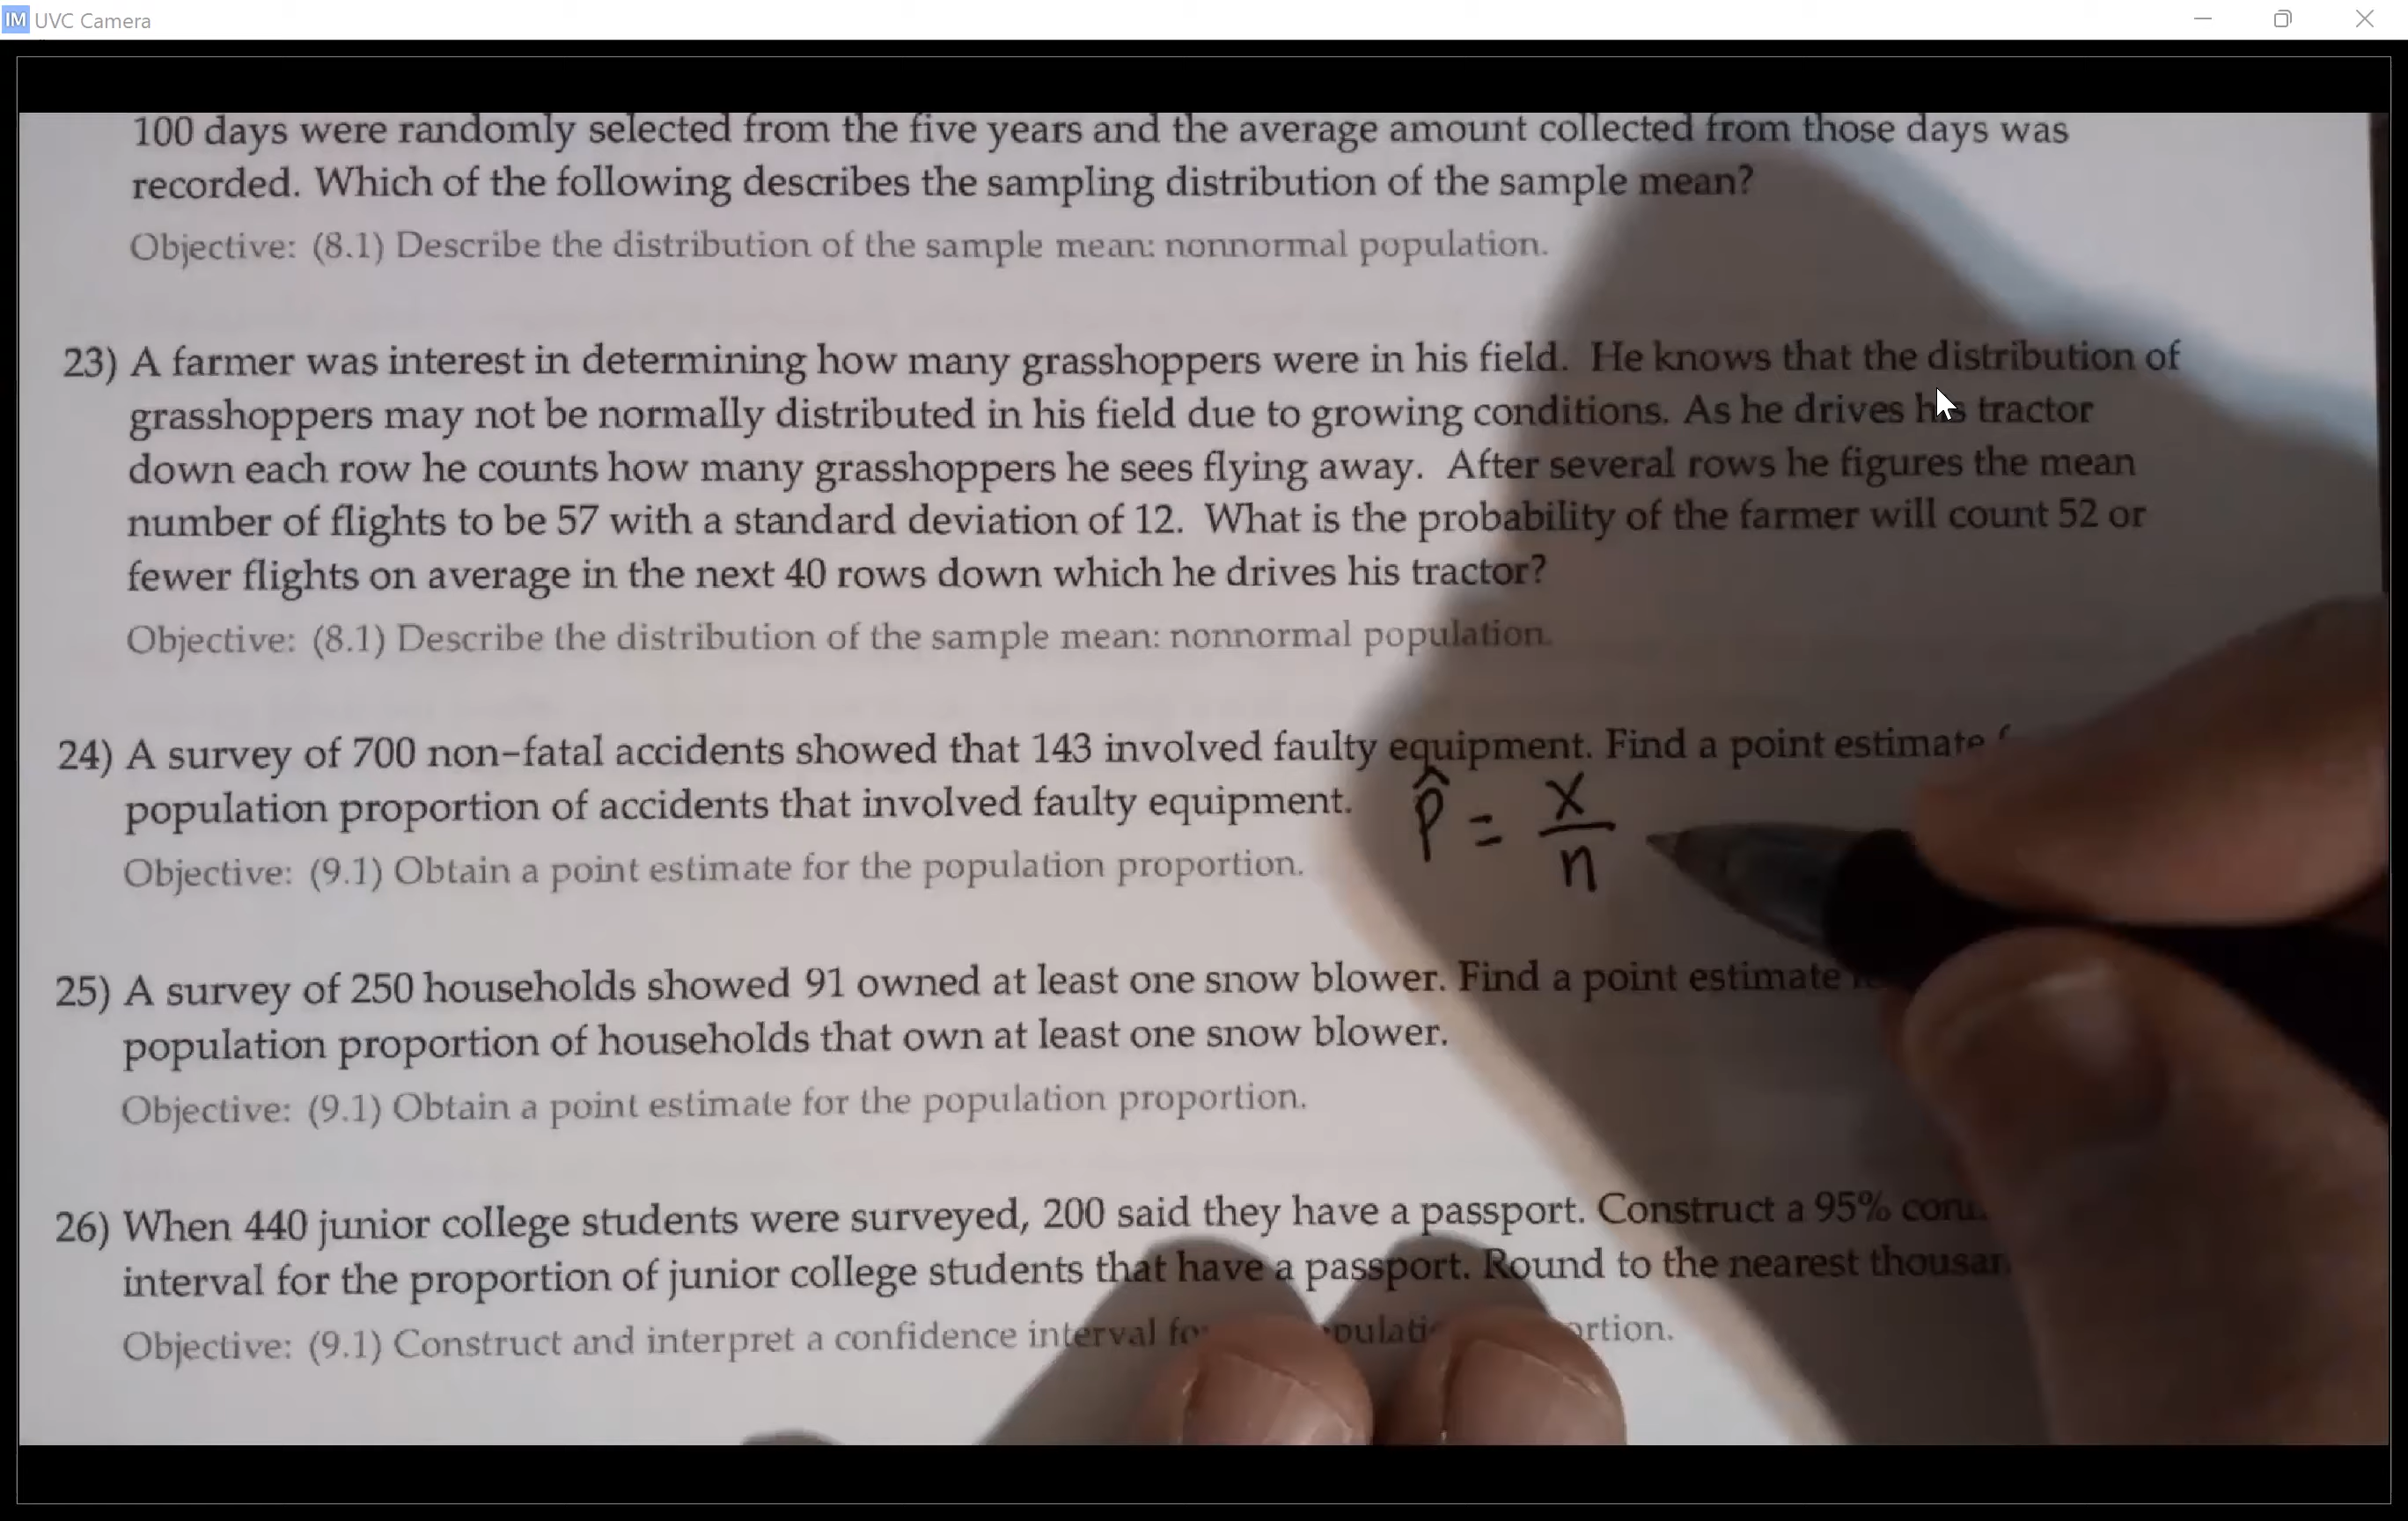 IM UVC Camera
100 days were randomly selected from the five years and the average amount collected from those days was
recorded. Which of the following describes the sampling distribution of the sample mean?
Objective: (8.1) Describe the distribution of the sample mean: nonnormal population.
23) A farmer was interest in determining how many grasshoppers were in his field. He knows that the distribution of
grasshoppers may not be normally distributed in his field due to growing conditions. As he drives his tractor
down each row he counts how many grasshoppers he sees flying away. After several rows he figures the mean
number of flights to be 57 with a standard deviation of 12. What is the probability of the farmer will count 52 or
fewer flights on average in the next 40 rows down which he drives his tractor?
Objective: (8.1) Describe the distribution of the sample mean: nonnormal population.
24) A survey of 700 non-fatal accidents showed that 143 involved faulty equipment. Find a point estimate
population proportion of accidents that involved faulty equipment. p̂ = x/n
Objective: (9.1) Obtain a point estimate for the population proportion.
25) A survey of 250 households showed 91 owned at least one snow blower. Find a point estimate
population proportion of households that own at least one snow blower.
Objective: (9.1) Obtain a point estimate for the population proportion.
26) When 440 junior college students were surveyed, 200 said they have a passport. Construct a 95%
interval for the proportion of junior college students that have a passport. Round to the nearest
Objective: (9.1) Construct and interpret a confidence interval